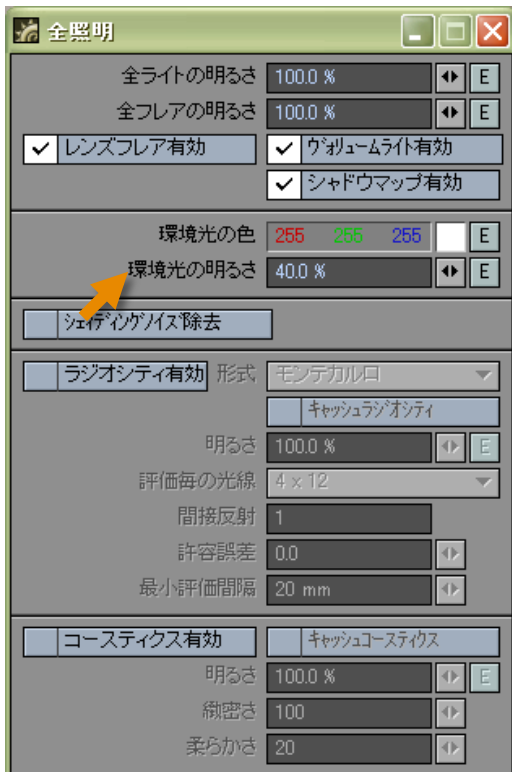 全照明
全ライトの明るさ 100.0 % E
全フレアの明るさ 100.0 % E
レンズフレア有効 ヴォリュームライト有効
シャドウマップ有効
環境光の色 255 255 255 E
環境光の明るさ 40.0 % E
シェイディングノイズ除去
ラジオシティ有効 形式 モンテカルロ
キャッシュラジオシティ
明るさ 100.0 % E
評価毎の光線 4 x 12
間接反射 1
許容誤差 0.0
最小評価間隔 20 mm
コースティクス有効 キャッシュコースティクス
明るさ 100.0 % E
緻密さ 100
柔らかさ 20